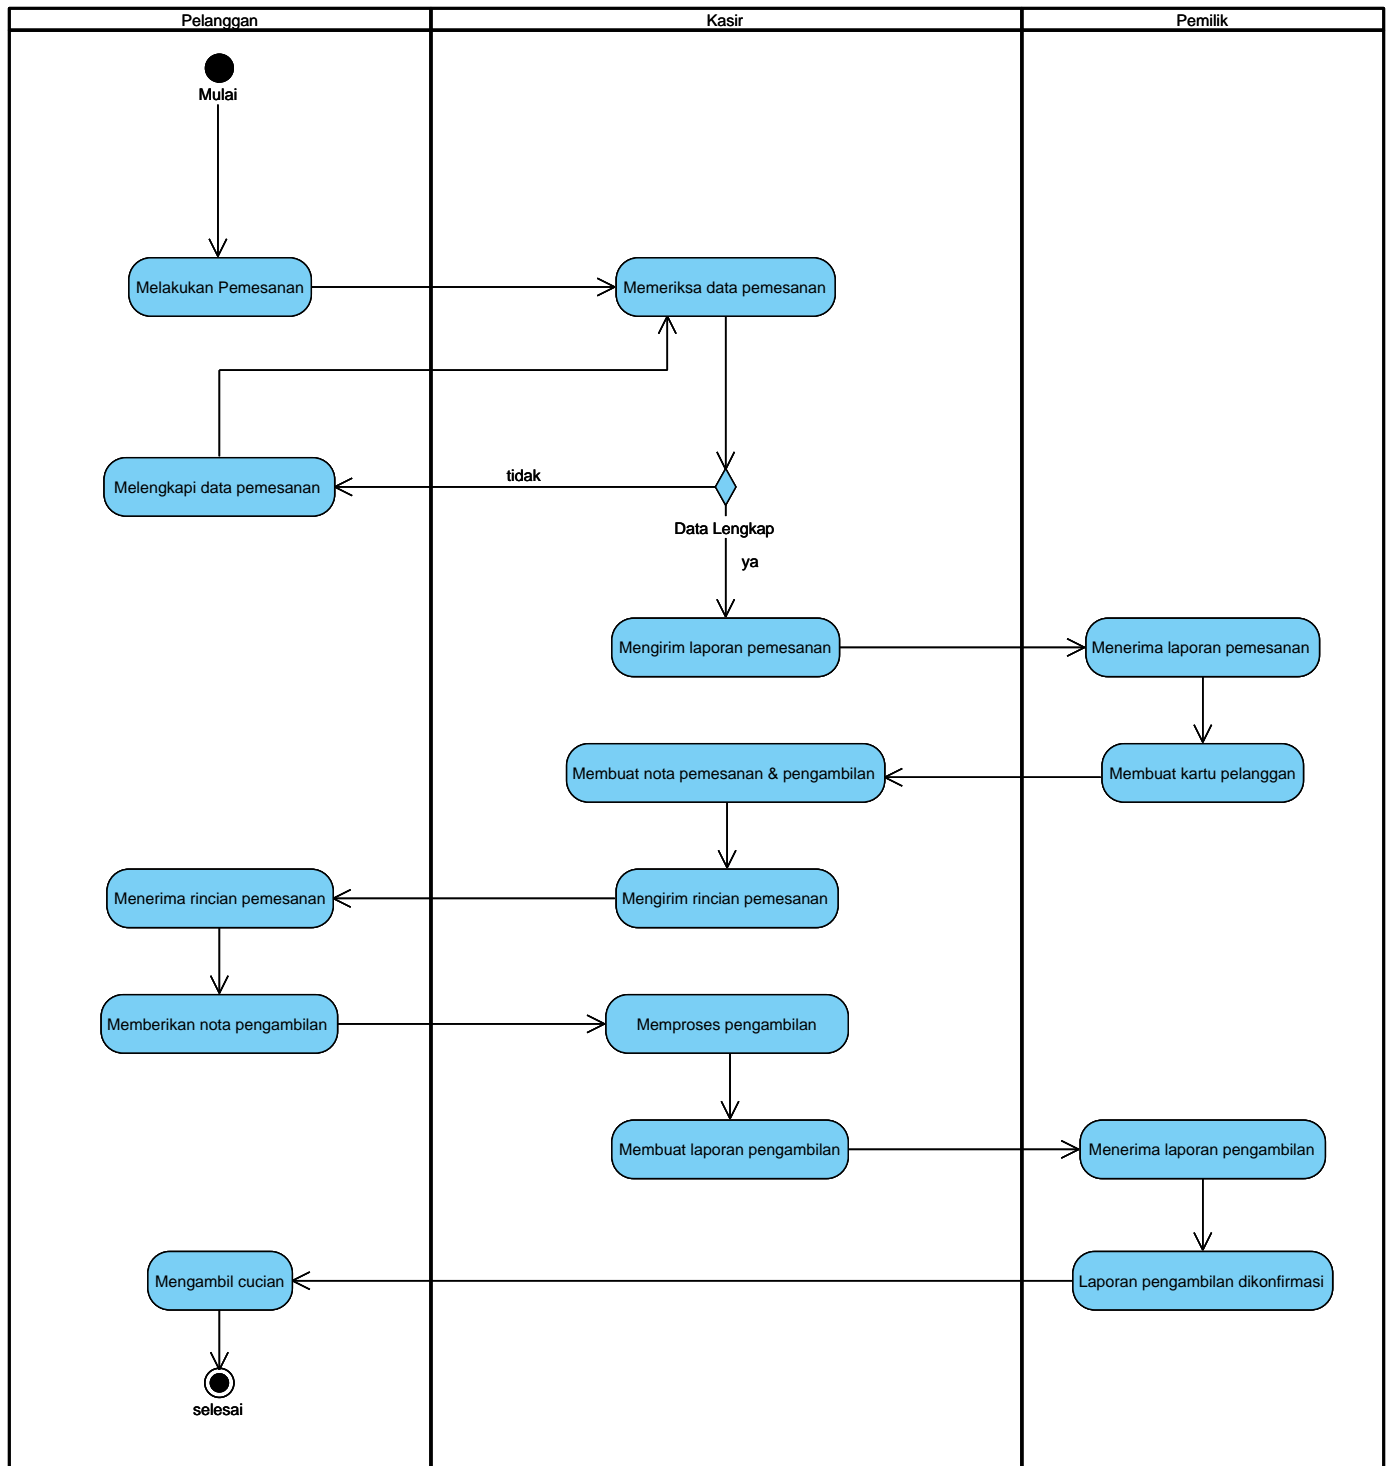 Pelanggan
Kasir
Pemilik
Mulai
Melakukan Pemesanan
Memeriksa data pemesanan
Melengkapi data pemesanan
tidak
Data Lengkap
ya
Mengirim laporan pemesanan
Menerima laporan pemesanan
Membuat nota pemesanan & pengambilan
Membuat kartu pelanggan
Menerima rincian pemesanan
Mengirim rincian pemesanan
Memberikan nota pengambilan
Memproses pengambilan
Membuat laporan pengambilan
Menerima laporan pengambilan
Mengambil cucian
Laporan pengambilan dikonfirmasi
selesai